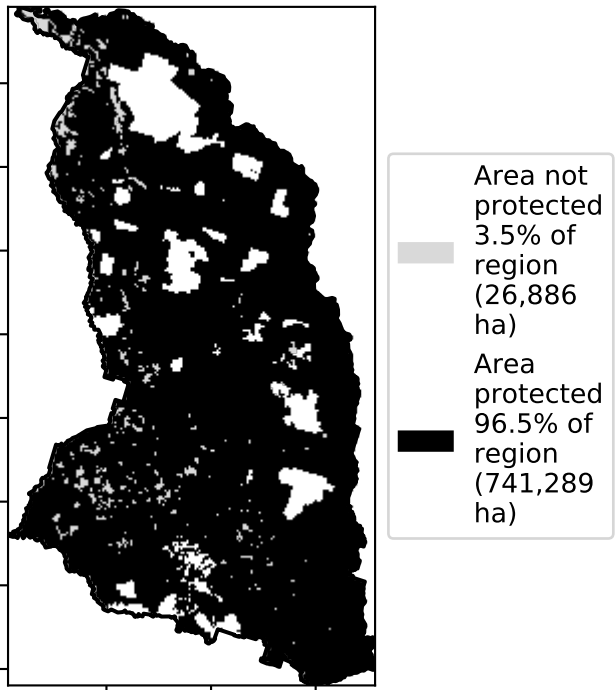 Area not
protected
3.5% of
region
(26,886
ha)
Area
protected
96.5% of
region
(741,289
ha)